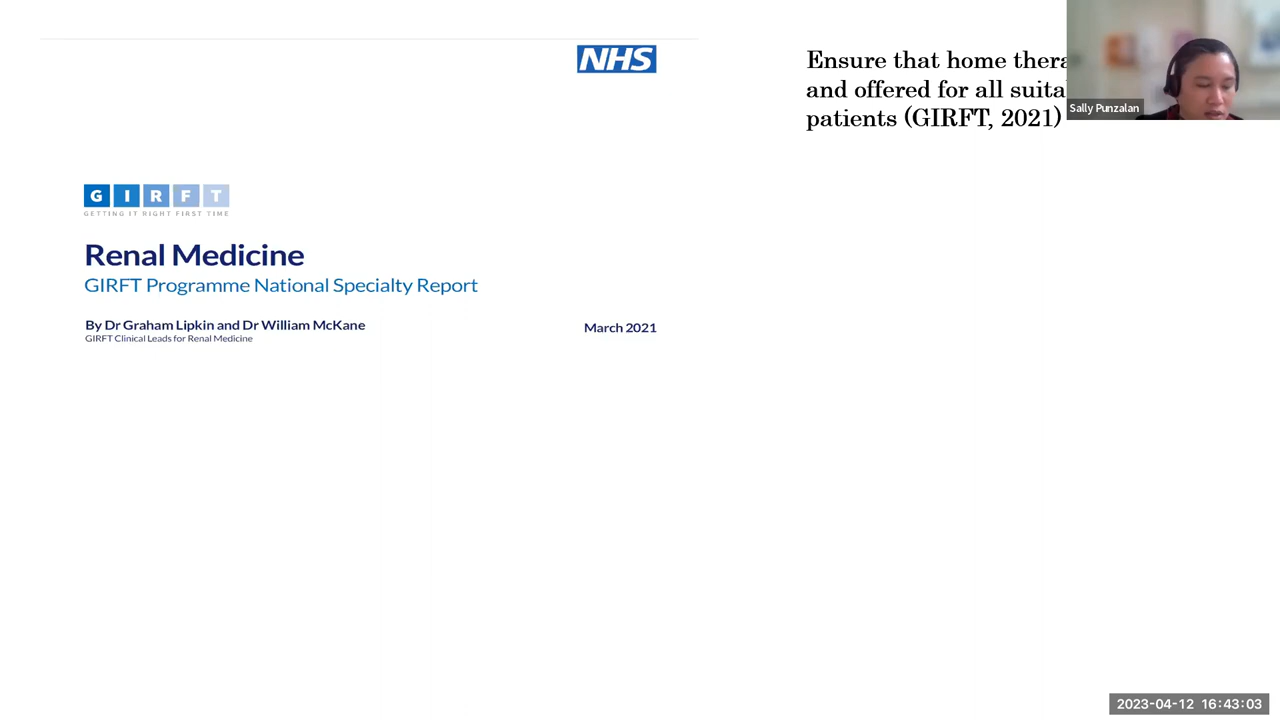 NHS
Ensure that home
and offered for all
patients (GIRFT, 2021)
Sally Punzalan
G I R F T
GETTING IT RIGHT FIRST TIME
Renal Medicine
GIRFT Programme National Specialty Report
By Dr Graham Lipkin and Dr William McKane
GIRFT Clinical Leads for Renal Medicine
March 2021
2023-04-12 16:43:03